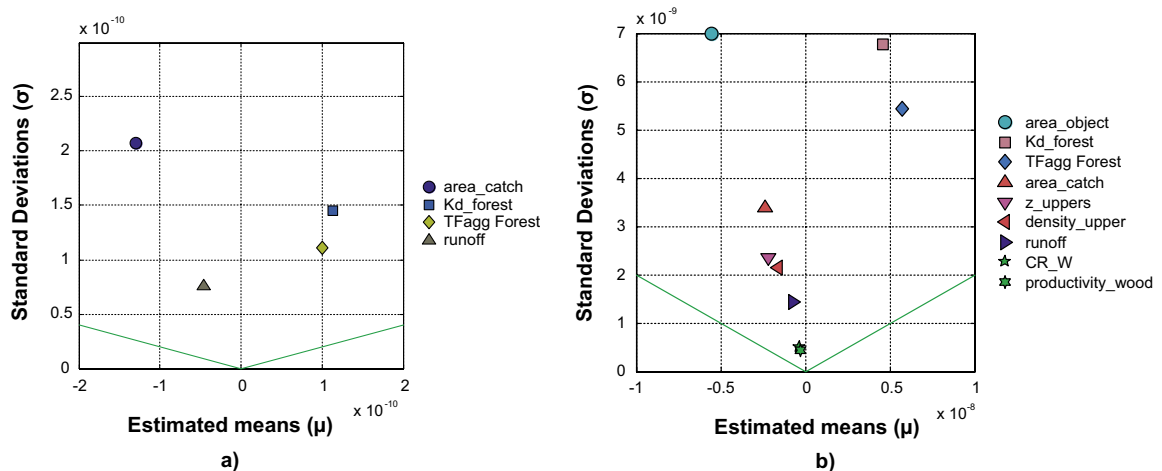 x 10 -10
Standard Deviations (σ)
2.5
2
1.5
1
0.5
0
-2
-1
0
1
2
x 10 -10
Estimated means (μ)
area_catch
Kd_forest
TFagg Forest
runoff
a)
x 10 -9
Standard Deviations (σ)
7
6
5
4
3
2
1
0
-1
-0.5
0
0.5
1
x 10 -8
Estimated means (μ)
area_object
Kd_forest
TFagg Forest
area_catch
z_uppers
density_upper
runoff
CR_W
productivity_wood
b)